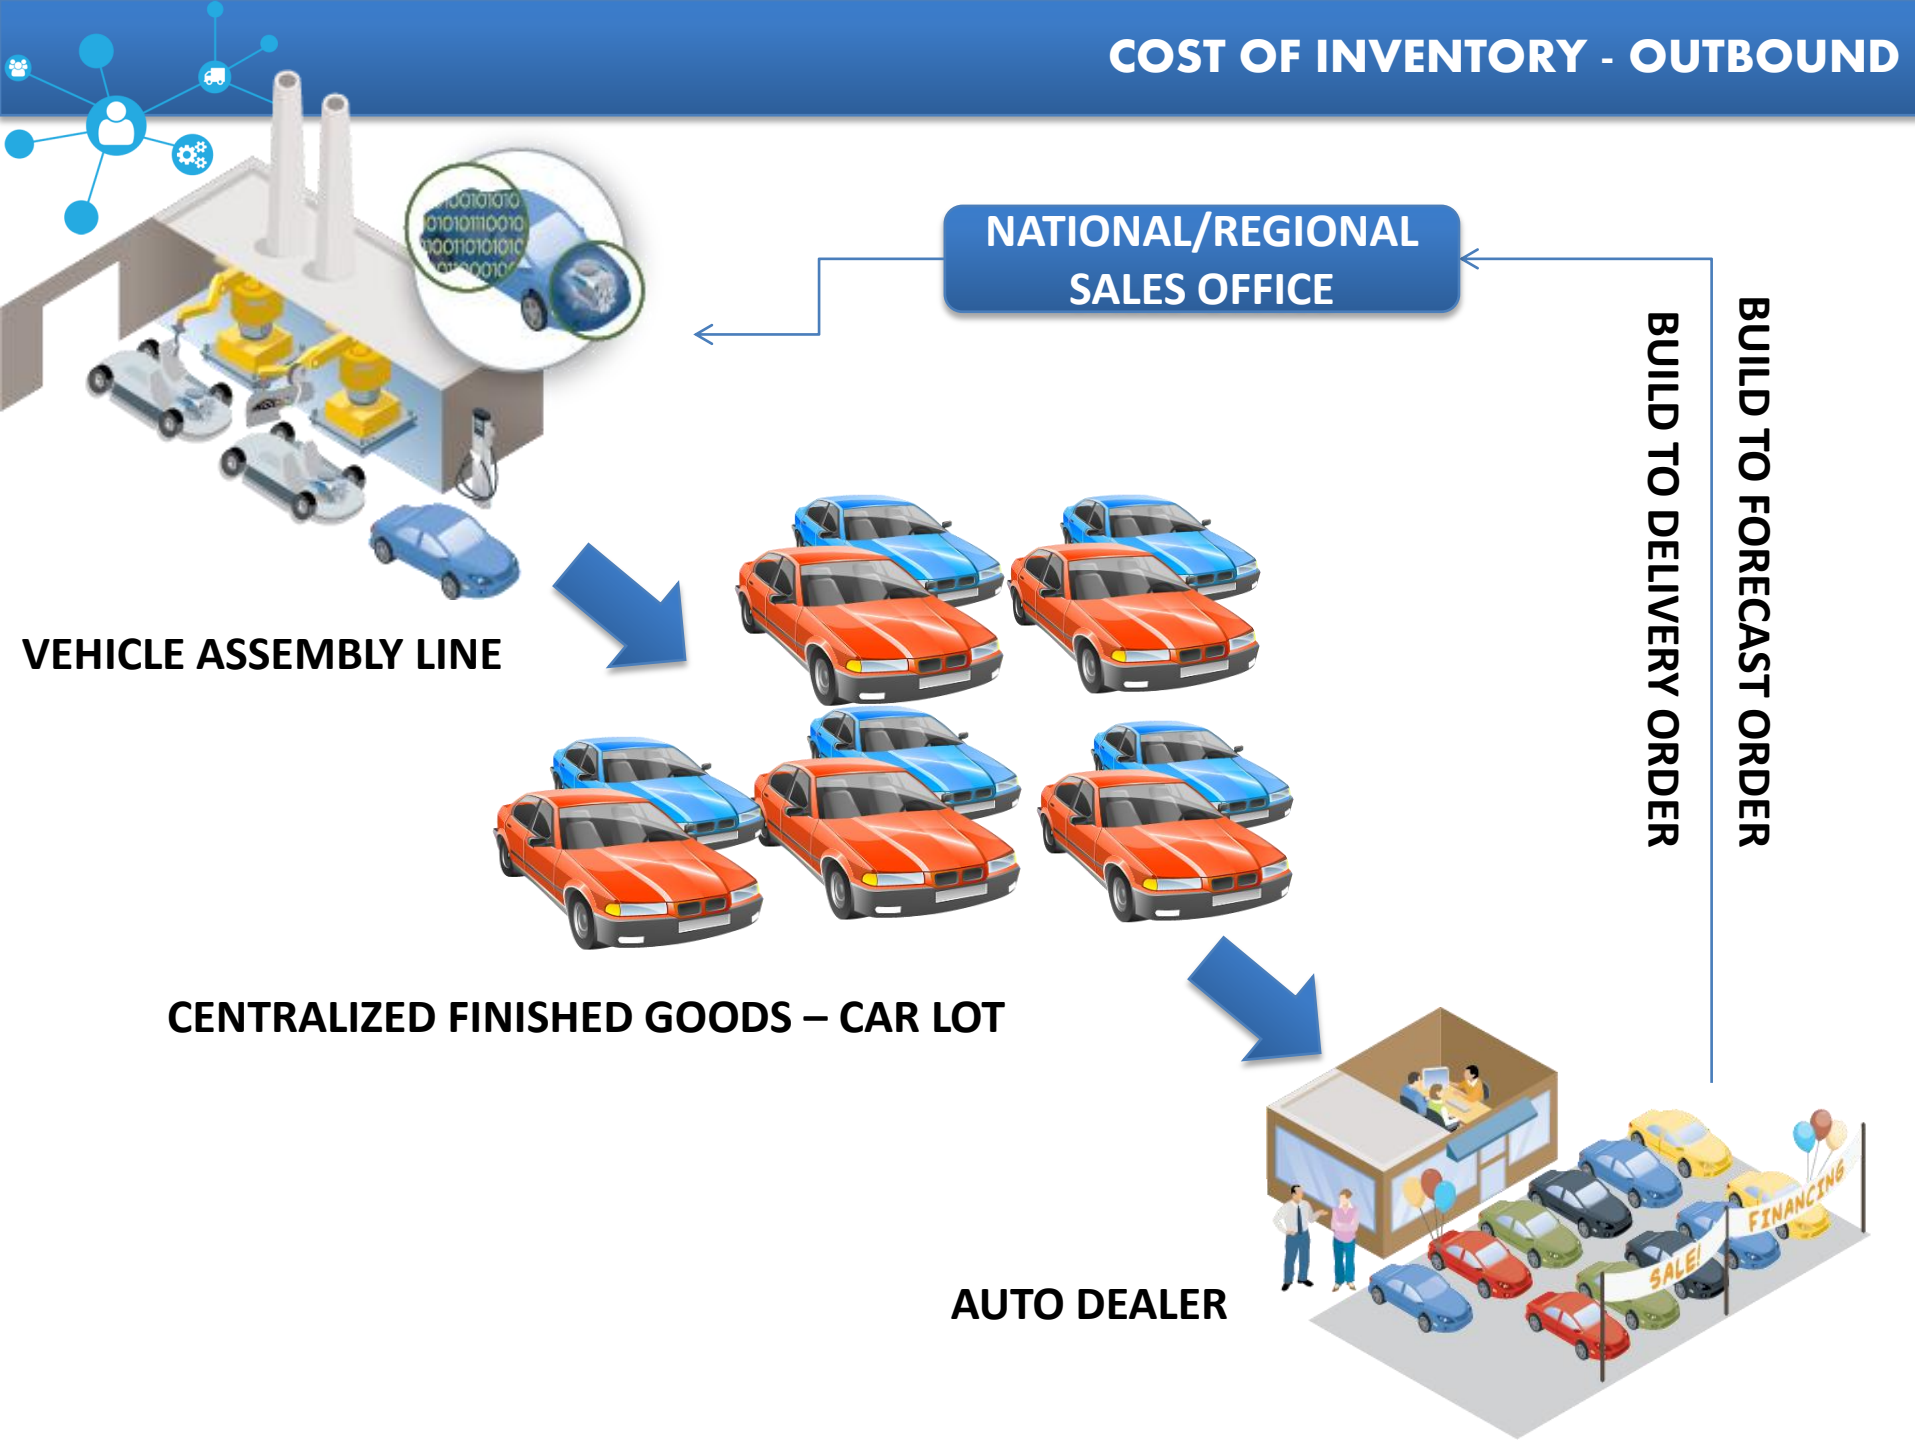 COST OF INVENTORY - OUTBOUND
NATIONAL/REGIONAL
SALES OFFICE
BUILD TO FORECAST ORDER
BUILD TO DELIVERY ORDER
VEHICLE ASSEMBLY LINE
CENTRALIZED FINISHED GOODS – CAR LOT
AUTO DEALER
FINANCING
SALE!